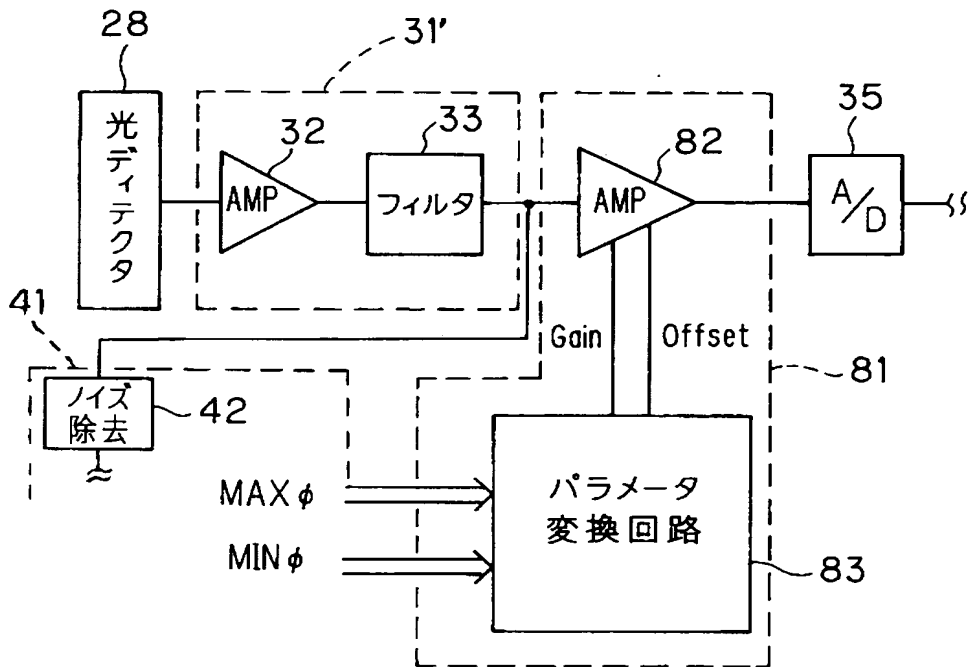 28
31'
光ディテクタ
32
AMP
33
フィルタ
82
AMP
35
A/D
41
ノイズ
除去
42
Gain
Offset
81
MAXφ
MINφ
パラメータ
変換回路
83